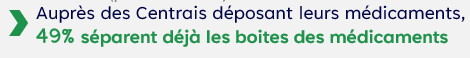 Auprès des Centrais déposant leurs médicaments,
49% séparent déjà les boites des médicaments